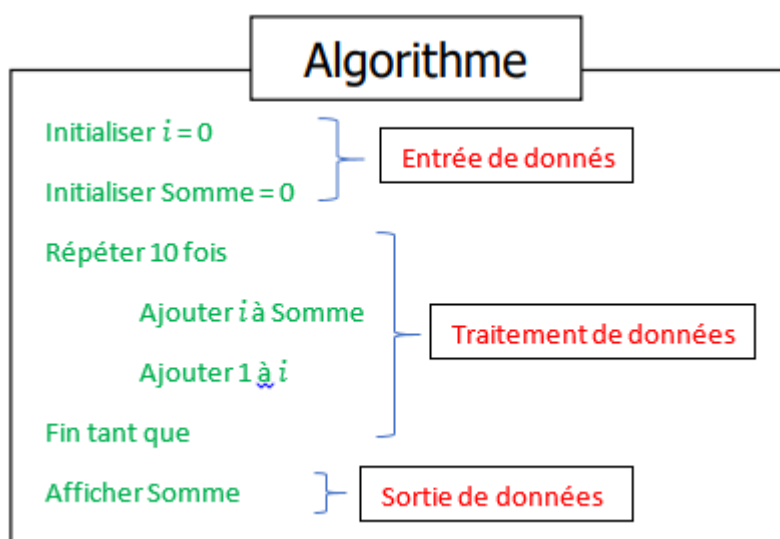 Algorithme
Initialiser i = 0
Entrée de donnés
Initialiser Somme = 0
Répéter 10 fois
Ajouter i à Somme
Traitement de données
Ajouter 1 à i
Fin tant que
Afficher Somme
Sortie de données